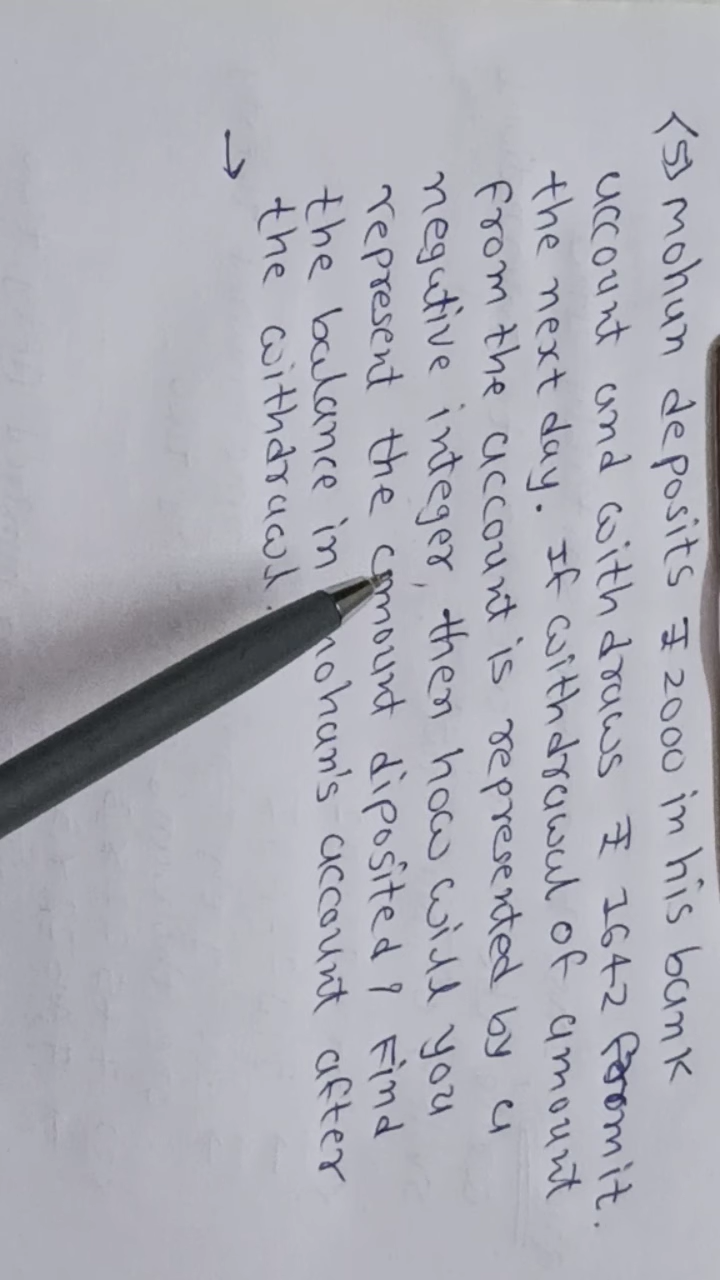 (5) mohan deposits ₹ 2000 in his bank
account and withdraws ₹ 1642 from it.
the next day. If withdrawal of amount
from the account is represented by a
negative integer, then how will you
represent the amount diposited? Find
the balance in mohan's account after
the withdrawl.
→